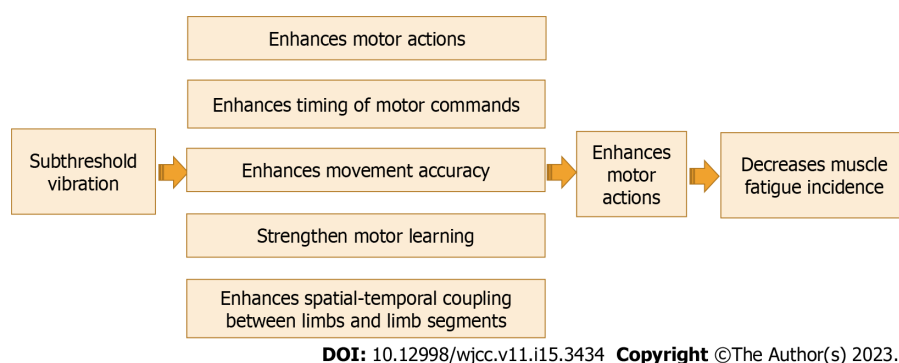 Enhances motor actions
Enhances timing of motor commands
Subthreshold
vibration
Enhances movement accuracy
Enhances
motor
actions
Decreases muscle
fatigue incidence
Strengthen motor learning
Enhances spatial-temporal coupling
between limbs and limb segments
DOI: 10.12998/wjcc.v11.i15.3434 Copyright ©The Author(s) 2023.